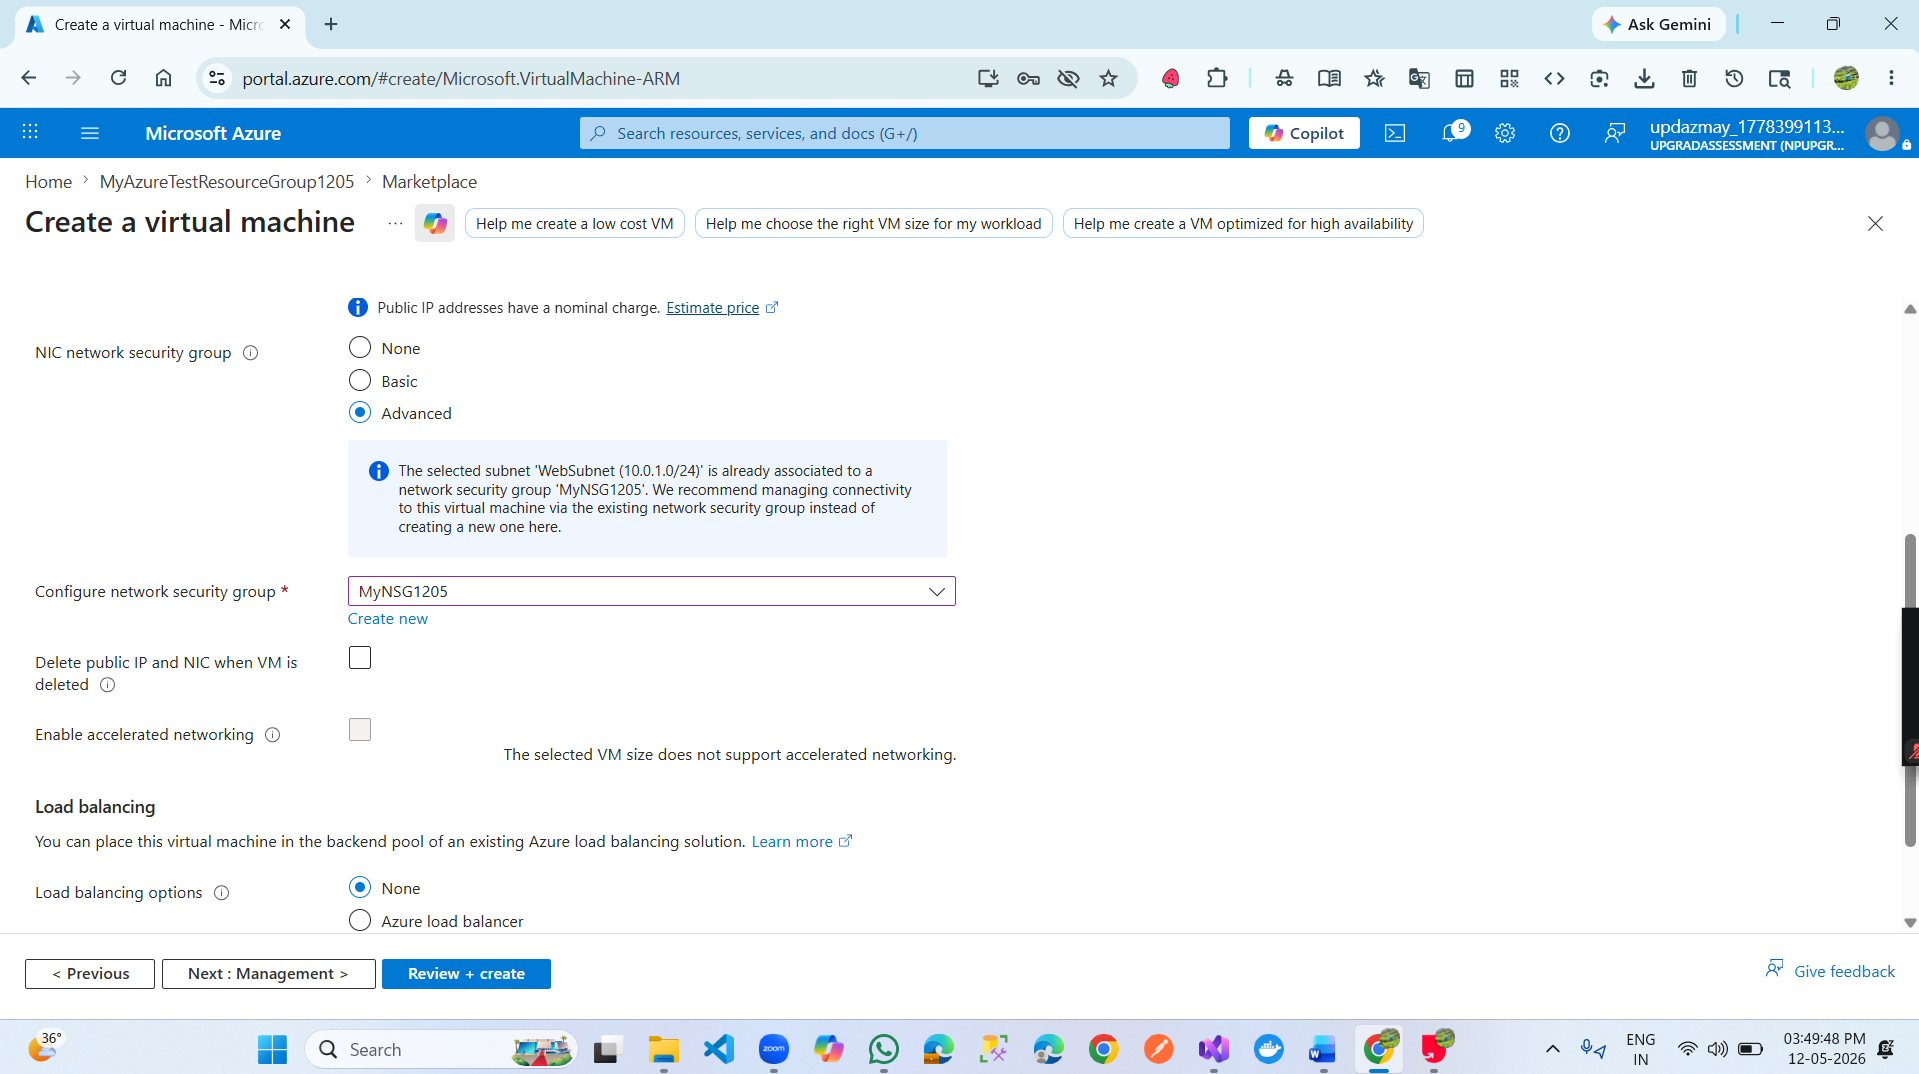 Create a virtual machine - Micro
Ask Gemini
portal.azure.com/#create/Microsoft.VirtualMachine-ARM
Microsoft Azure
Search resources, services, and docs (G+/)
Copilot
9
updazmay_1778399113...
UPGRADASSESSMENT (NPUPGR...
Home > MyAzureTestResourceGroup1205 > Marketplace
Create a virtual machine
...
Help me create a low cost VM
Help me choose the right VM size for my workload
Help me create a VM optimized for high availability
Public IP addresses have a nominal charge. Estimate price
NIC network security group
None
Basic
Advanced
The selected subnet 'WebSubnet (10.0.1.0/24)' is already associated to a
network security group 'MyNSG1205'. We recommend managing connectivity
to this virtual machine via the existing network security group instead of
creating a new one here.
Configure network security group *
MyNSG1205
Create new
Delete public IP and NIC when VM is
deleted
Enable accelerated networking
The selected VM size does not support accelerated networking.
Load balancing
You can place this virtual machine in the backend pool of an existing Azure load balancing solution. Learn more
Load balancing options
None
Azure load balancer
< Previous
Next : Management >
Review + create
Give feedback
36°
Search
zoom
ENG
IN
03:49:48 PM
12-05-2026